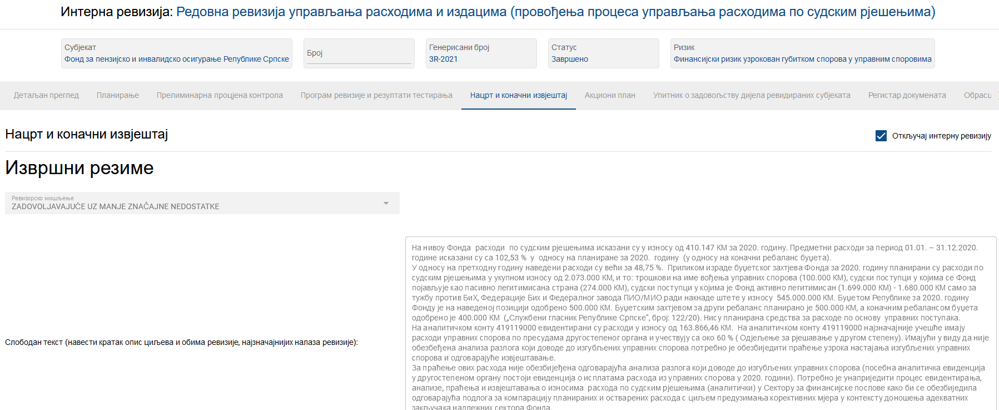 Интерна ревизија: Редовна ревизија управљања расходима и издацима (провођења процеса управљања расходима по судским рјешењима)
Субјекат
Фонд за пензијско и инвалидско осигурање Републике Српске
Број
Генерисани број
3R-2021
Статус
Завршено
Ризик
Финансијски ризик узрокован губитком спорова у управним споровима
Детаљан преглед
Планирање
Прелиминарна процјена контрола
Програм ревизије и резултати тестирања
Нацрт и коначни извјештај
Акциони план
Упитник о задовољству дијела ревидираних субјеката
Регистар докумената
Обрасц
Нацрт и коначни извјештај
Откључај интерну ревизију
Извршни резиме
Ревизорско мишљење
ZADOVOLJAVAJUĆE UZ MANJE ZNAČAJNE NEDOSTATKE
Слободан текст (навести кратак опис циљева и обима ревизије, најзначајнијих налаза ревизије):
На нивоу Фонда расходи по судским рјешењима исказани су у износу од 410.147 КМ за 2020. годину. Предметни расходи за период 01.01. – 31.12.2020.
године исказани су са 102,53 % у односу на планиране за 2020. годину (у односу на коначни ребаланс буџета).
У односу на претходну годину наведени расходи су већи за 48,75 %. Приликом израде буџетског захтјева Фонда за 2020. годину планирани су расходи по
судским рјешењима у укупном износу од 2.073.000 КМ, и то: трошкови на име вођења управних спорова (100.000 КМ), судски поступци у којима се Фонд
појављује као пасивно легитимисана страна (274.000 КМ), судски поступци у којима је Фонд активно легитимисан (1.699.000 КМ) - 1.680.000 КМ само за
тужбу против БиХ, Федерације Бих и Федералног завода ПИО/МИО ради накнаде штете у износу 545.000.000 КМ. Буџетом Републике за 2020. годину
Фонду је на наведеној позицији одобрено 500.000 КМ. Буџетским захтјевом за други ребаланс планирано је 500.000 КМ, а коначним ребалансом буџета
одобрено је 400.000 КМ („Службени гласник Републике Српске“, број: 122/20). Нису планирана средства за расходе по основу управних поступака.
На аналитичком конту 419119000 евидентирани су расходи у износу од 163.866,46 КМ. На аналитичком конту 419119000 најзначајније учешће имају
расходи управних спорова по пресудама другостепеног органа и учествују са око 60 % ( Одјељење за рјешавање у другом степену). Имајући у виду да није
обезбеђена анализа разлога који доводе до изгубљених управних спорова потребно је обезбиједити праћење узрока настајања изгубљених управних
спорова и одговарајуће извјештавање.
За праћење ових расхода није обезбијеђена одговарајућа анализа разлога који доводе до изгубљених управних спорова (посебна аналитичка евиденција
у другостепеном органу постоји евиденција о исплатама расхода из управних спорова у 2020. години). Потребно је унаприједити процес евидентирања,
анализе, праћења и извјештавања о износима расхода по судским рјешењима (аналитички) у Сектору за финансијске послове како би се обезбиједила
одговарајућа подлога за компарацију планираних и остварених расхода с циљем предузимања корективних мјера у контексту доношења адекватних
закључака надлежних сектора Фонда.